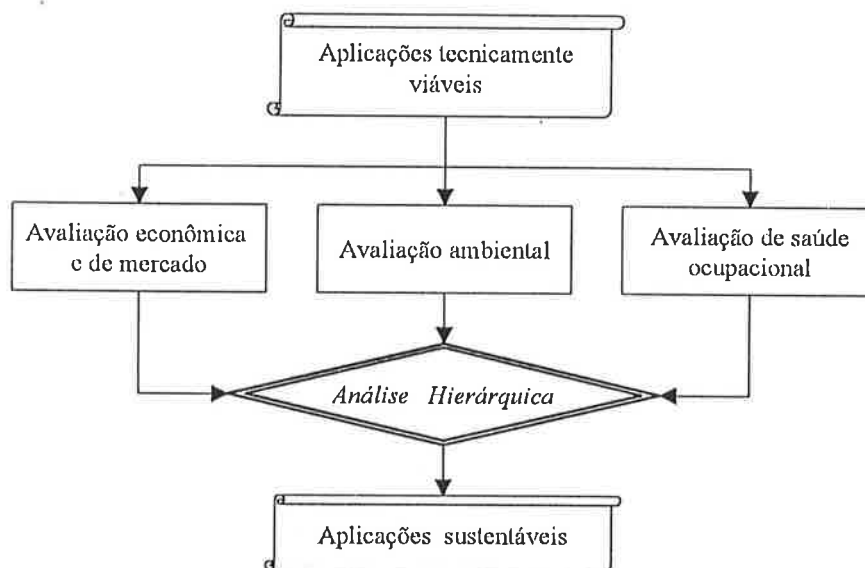 Aplicações tecnicamente
viáveis
Avaliação econômica
e de mercado
Avaliação ambiental
Avaliação de saúde
ocupacional
Análise Hierárquica
Aplicações sustentáveis